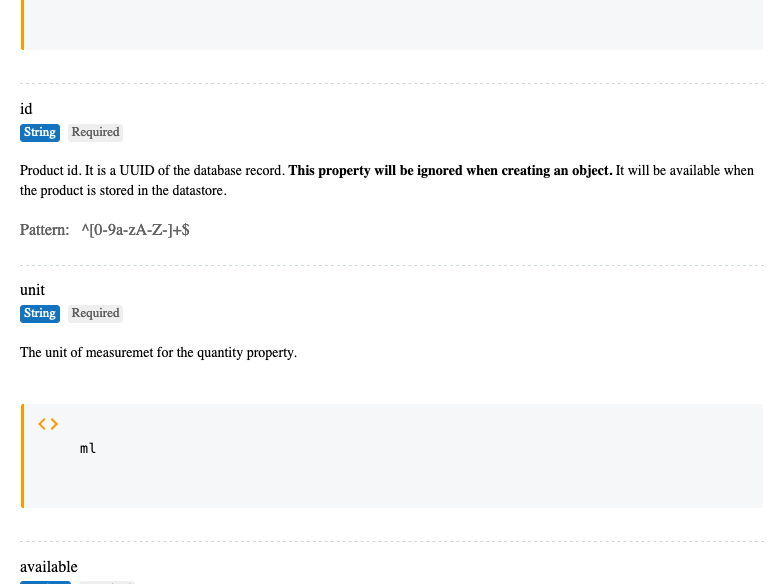 id
String Required
Product id. It is a UUID of the database record. This property will be ignored when creating an object. It will be available when
the product is stored in the datastore.
Pattern: ^[0-9a-zA-Z-]+$
unit
String Required
The unit of measuremet for the quantity property.
<>
ml
available